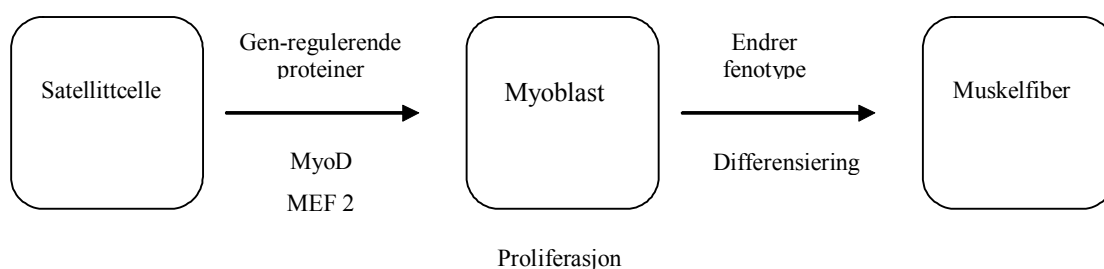 Satellittcelle
Gen-regulerende
proteiner
MyoD
MEF 2
Myoblast
Proliferasjon
Endrer
fenotype
Differensiering
Muskelfiber